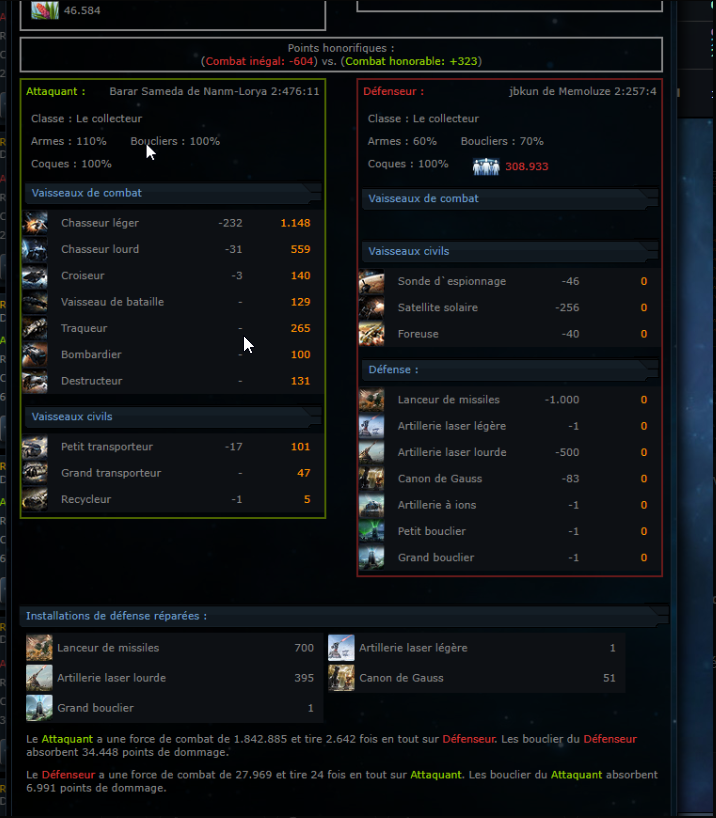 46.584
Points honorifiques :
(Combat inégal: -604) vs. (Combat honorable: +323)
Attaquant : Barar Sameda de Nanm-Lorya 2:476:11
Classe : Le collecteur
Armes : 110% Boucliers : 100%
Coques : 100%
Vaisseaux de combat
Chasseur léger -232 1.148
Chasseur lourd -31 559
Croiseur -3 140
Vaisseau de bataille - 129
Traqueur - 265
Bombardier - 100
Destructeur - 131
Vaisseaux civils
Petit transporteur -17 101
Grand transporteur - 47
Recycleur -1 5
Défenseur : jbkun de Memoluze 2:257:4
Classe : Le collecteur
Armes : 60% Boucliers : 70%
Coques : 100% 308.933
Vaisseaux de combat
Vaisseaux civils
Sonde d`espionnage -46 0
Satellite solaire -256 0
Foreuse -40 0
Défense :
Lanceur de missiles -1.000 0
Artillerie laser légère -1 0
Artillerie laser lourde -500 0
Canon de Gauss -83 0
Artillerie à ions -1 0
Petit bouclier -1 0
Grand bouclier -1 0
Installations de défense réparées :
Lanceur de missiles 700 Artillerie laser légère 1
Artillerie laser lourde 395 Canon de Gauss 51
Grand bouclier 1
Le Attaquant a une force de combat de 1.842.885 et tire 2.642 fois en tout sur Défenseur. Les bouclier du Défenseur
absorbent 34.448 points de dommage.
Le Défenseur a une force de combat de 27.969 et tire 24 fois en tout sur Attaquant. Les bouclier du Attaquant absorbent
6.991 points de dommage.